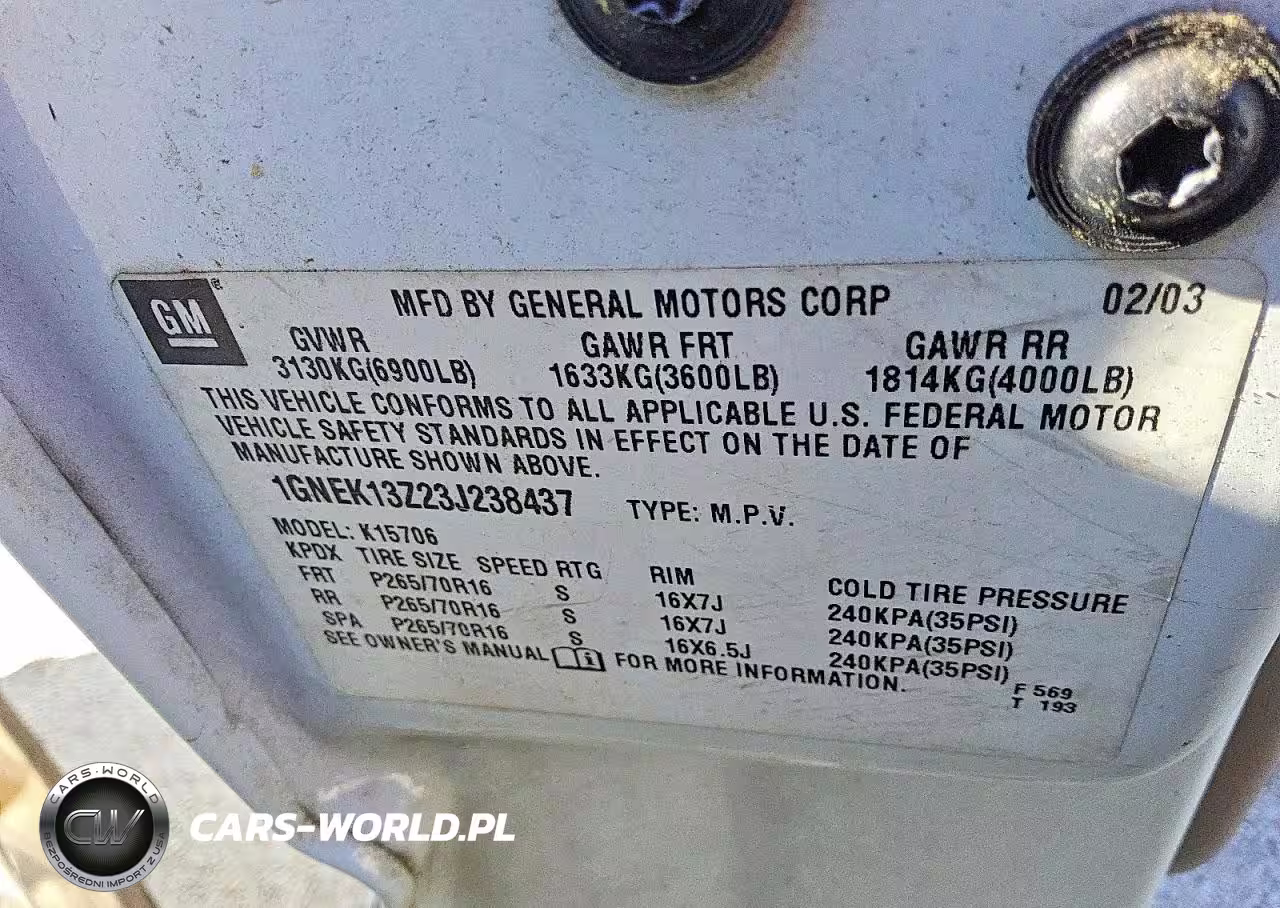 GM ®
MFD BY GENERAL MOTORS CORP 02/03
GVWR GAWR FRT GAWR RR
3130KG(6900LB) 1633KG(3600LB) 1814KG(4000LB)
THIS VEHICLE CONFORMS TO ALL APPLICABLE U.S. FEDERAL MOTOR
VEHICLE SAFETY STANDARDS IN EFFECT ON THE DATE OF
MANUFACTURE SHOWN ABOVE.
1GNEK13Z23J238437 TYPE: M.P.V.
MODEL: K15706
KPDX TIRE SIZE SPEED RTG RIM COLD TIRE PRESSURE
FRT P265/70R16 S 16X7J 240KPA(35PSI)
RR P265/70R16 S 16X7J 240KPA(35PSI)
SPA P265/70R16 S 16X6.5J 240KPA(35PSI)
SEE OWNER'S MANUAL FOR MORE INFORMATION.
F 569
T 193
CARS-WORLD
CW
BEZPOŚREDNI IMPORT Z USA
CARS-WORLD.PL